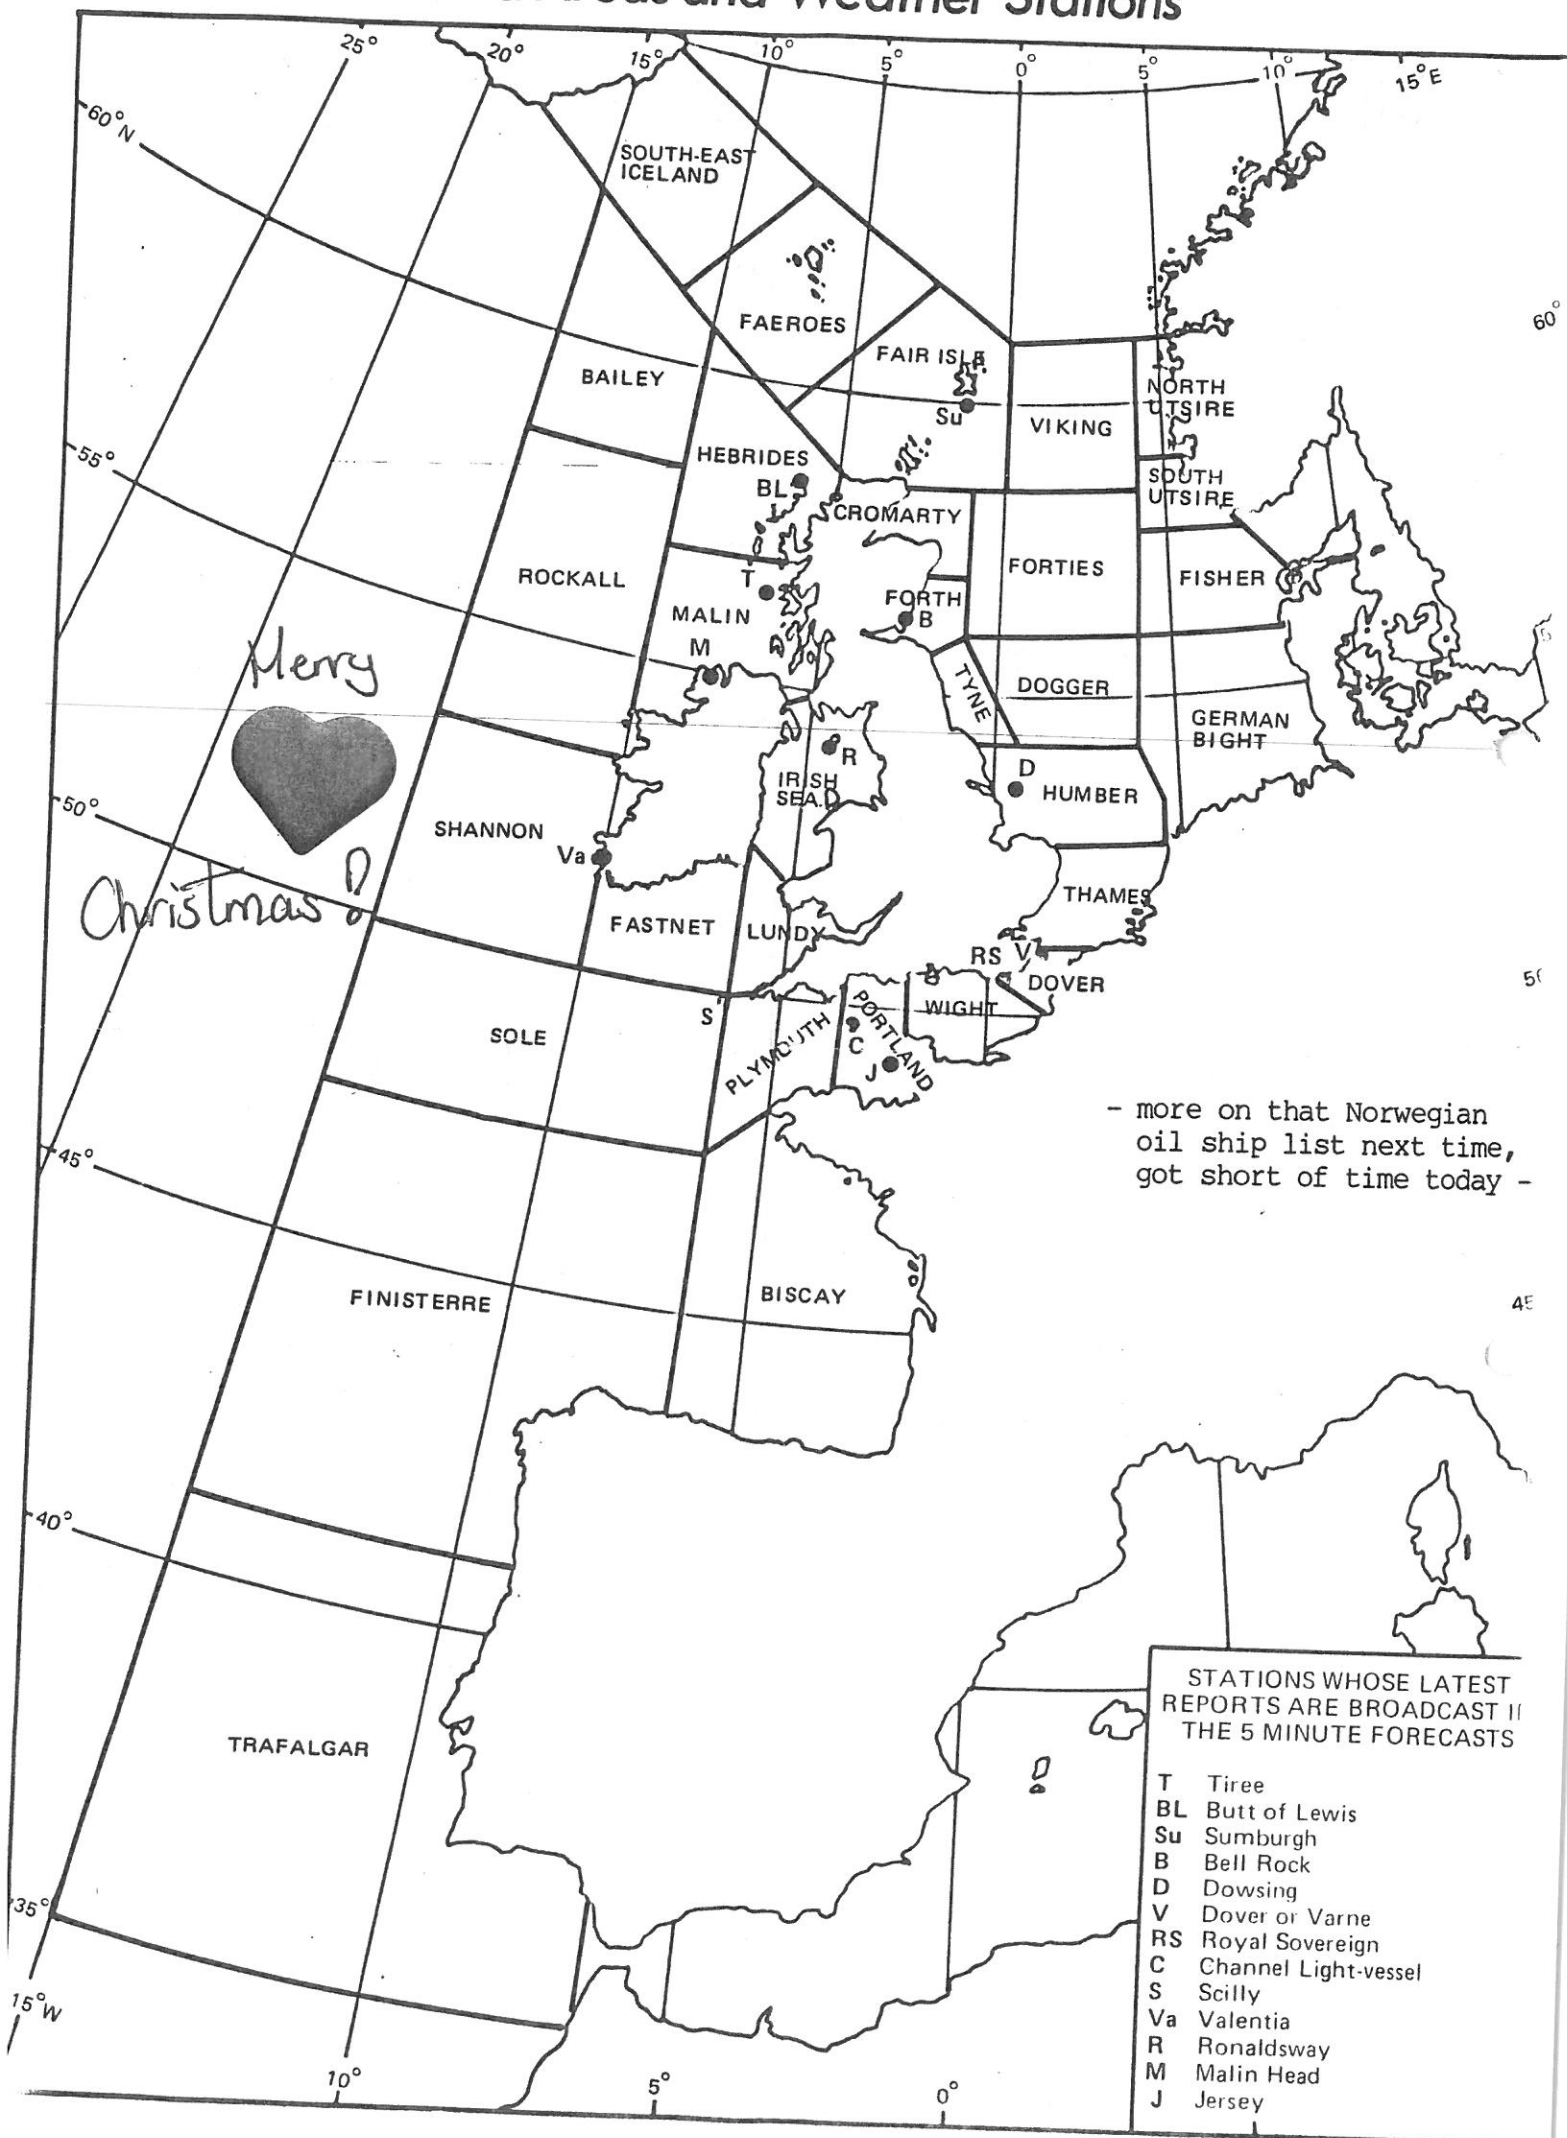 and Weather Stations
25°
20°
15°
10°
5°
0°
5°
10°
15°E
60°N
SOUTH-EAST
ICELAND
60°
FAEROES
FAIR ISLE
BAILEY
NORTH
UTSIRE
Su
VIKING
55°
HEBRIDES
BL
SOUTH
UTSIRE
CROMARTY
ROCKALL
T
FORTIES
FISHER
MALIN
FORTH
B
M
Merry
TYNE
DOGGER
GERMAN
BIGHT
R
IRISH
SEA
D
HUMBER
50°
SHANNON
Va
Christmas!
THAMES
FASTNET
LUNDY
RS
V
DOVER
S
SOLE
PLYMOUTH
PORTLAND
C
J
WIGHT
- more on that Norwegian
oil ship list next time,
got short of time today -
45°
BISCAY
FINISTERRE
40°
TRAFALGAR
35°
15°W
10°
5°
0°
STATIONS WHOSE LATEST
REPORTS ARE BROADCAST
THE 5 MINUTE FORECASTS
T Tiree
BL Butt of Lewis
Su Sumburgh
B Bell Rock
D Dowsing
V Dover or Varne
RS Royal Sovereign
C Channel Light-vessel
S Scilly
Va Valentia
R Ronaldsway
M Malin Head
J Jersey